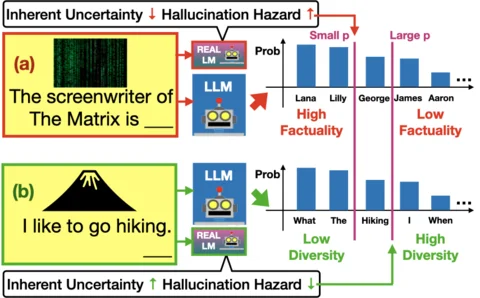 Inherent Uncertainty ↓ Hallucination Hazard ↑
(a)
The screenwriter of
The Matrix is ___
REAL
LM
LLM
Prob
Small p
Large p
Lana Lilly George James Aaron
...
High
Factuality
Low
Factuality
(b)
I like to go hiking.
___
LLM
REAL
LM
Prob
What The Hiking I When
...
Low
Diversity
High
Diversity
Inherent Uncertainty ↑ Hallucination Hazard ↓